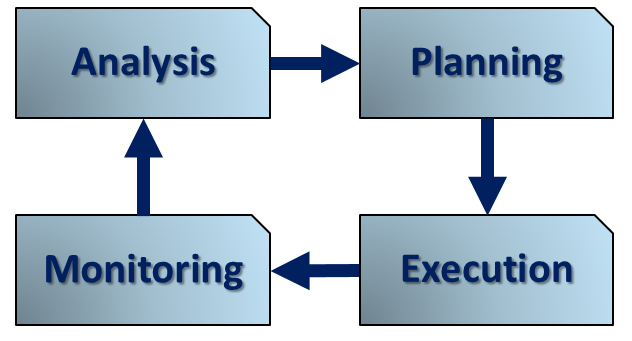 Analysis
Planning
Monitoring
Execution